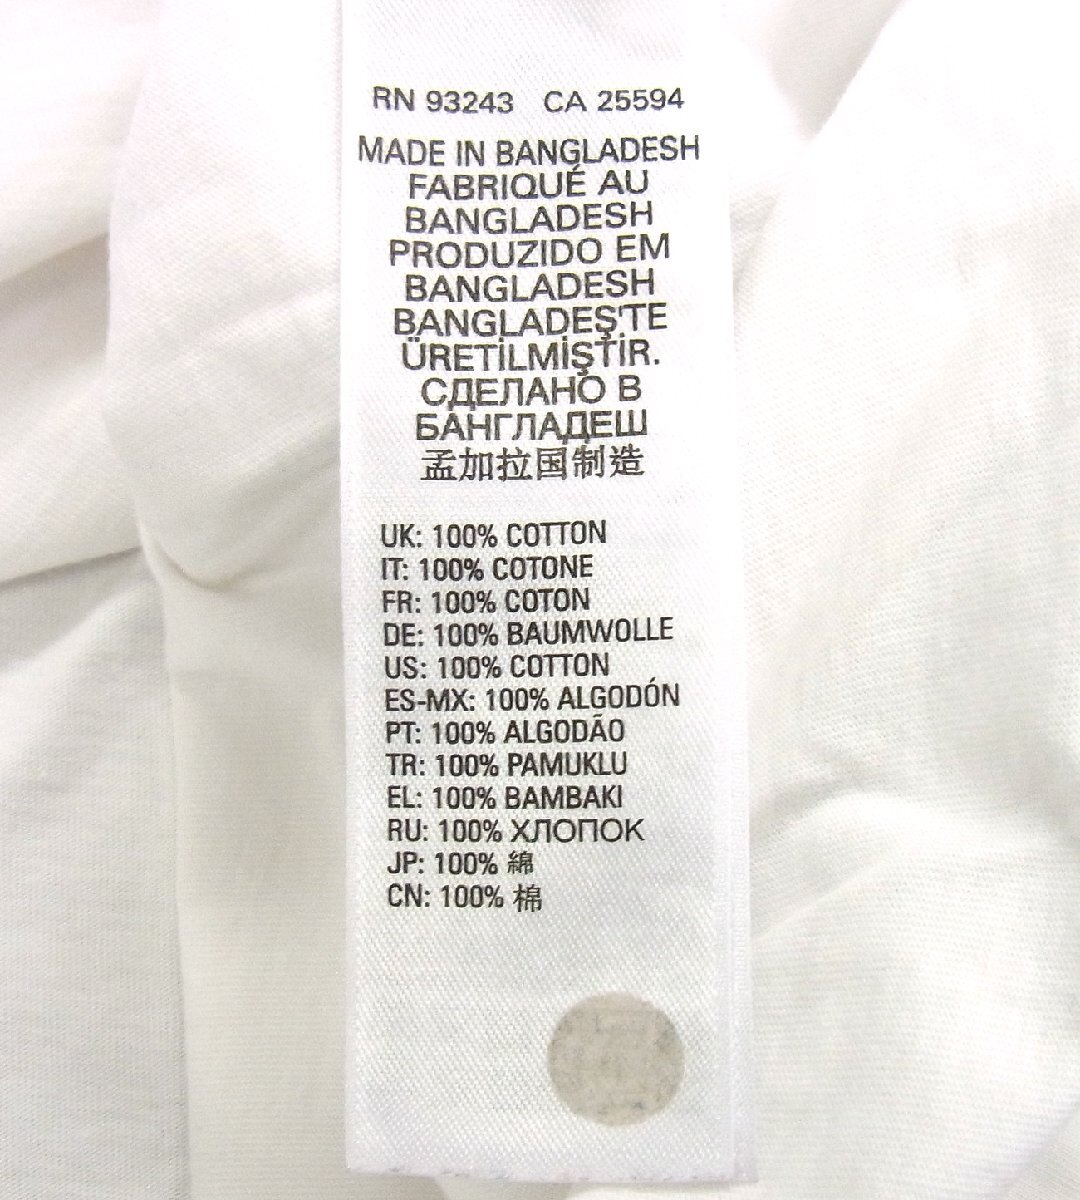 RN 93243 CA 25594
MADE IN BANGLADESH
FABRIQUÉ AU
BANGLADESH
PRODUZIDO EM
BANGLADESH
BANGLADEŞ'TE
ÜRETİLMİŞTİR.
СДЕЛАНО В
БАНГЛАДЕШ
孟加拉国制造
UK: 100% COTTON
IT: 100% COTONE
FR: 100% COTON
DE: 100% BAUMWOLLE
US: 100% COTTON
ES-MX: 100% ALGODÓN
PT: 100% ALGODÃO
TR: 100% PAMUKLU
EL: 100% ΒΑΜΒΑΚΙ
RU: 100% ХЛОПОК
JP: 100% 綿
CN: 100% 棉